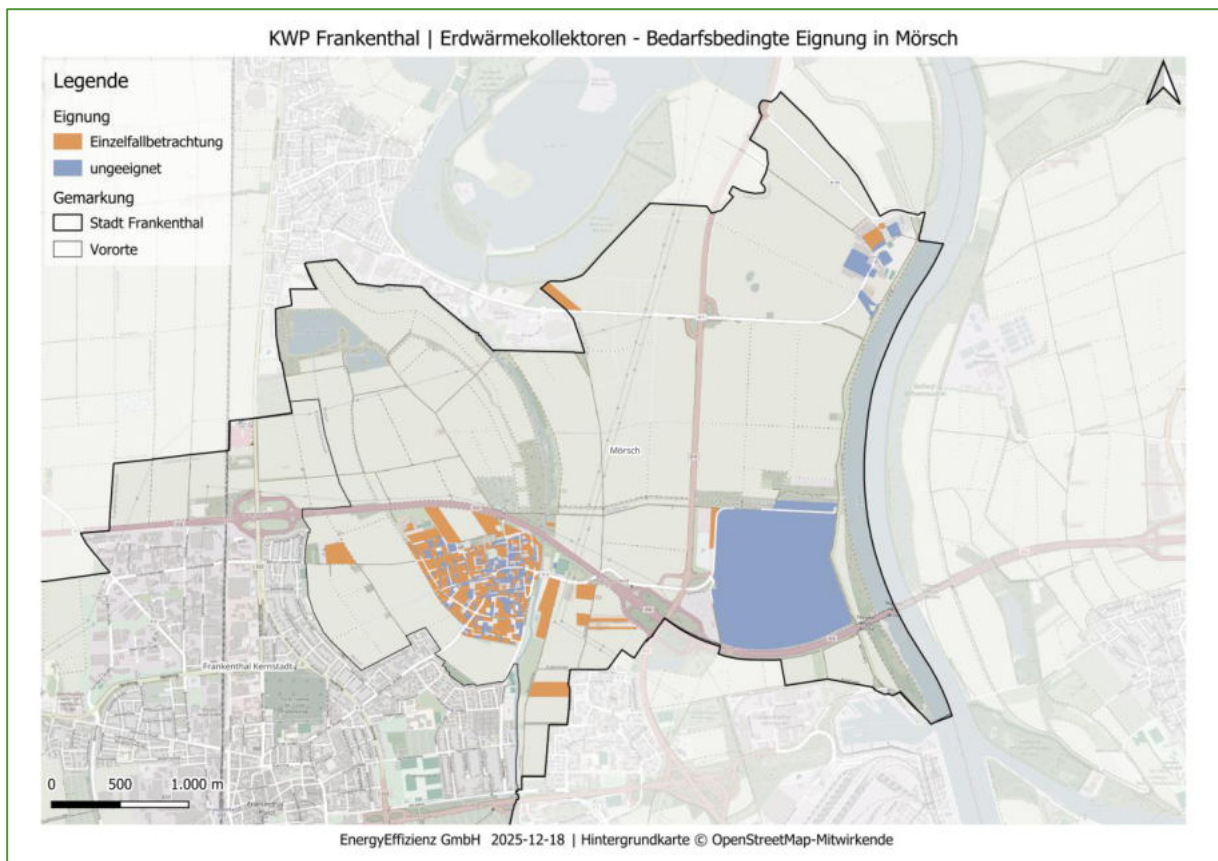 KWP Frankenthal | Erdwärmekollektoren - Bedarfsbedingte Eignung in Mörsch
Legende
Eignung
Einzelfallbetrachtung
ungeeignet
Gemarkung
Stadt Frankenthal
Vororte
Mörsch
Frankenthal Kernstadt
0 500 1.000 m
EnergyEffizienz GmbH 2025-12-18 | Hintergrundkarte © OpenStreetMap-Mitwirkende